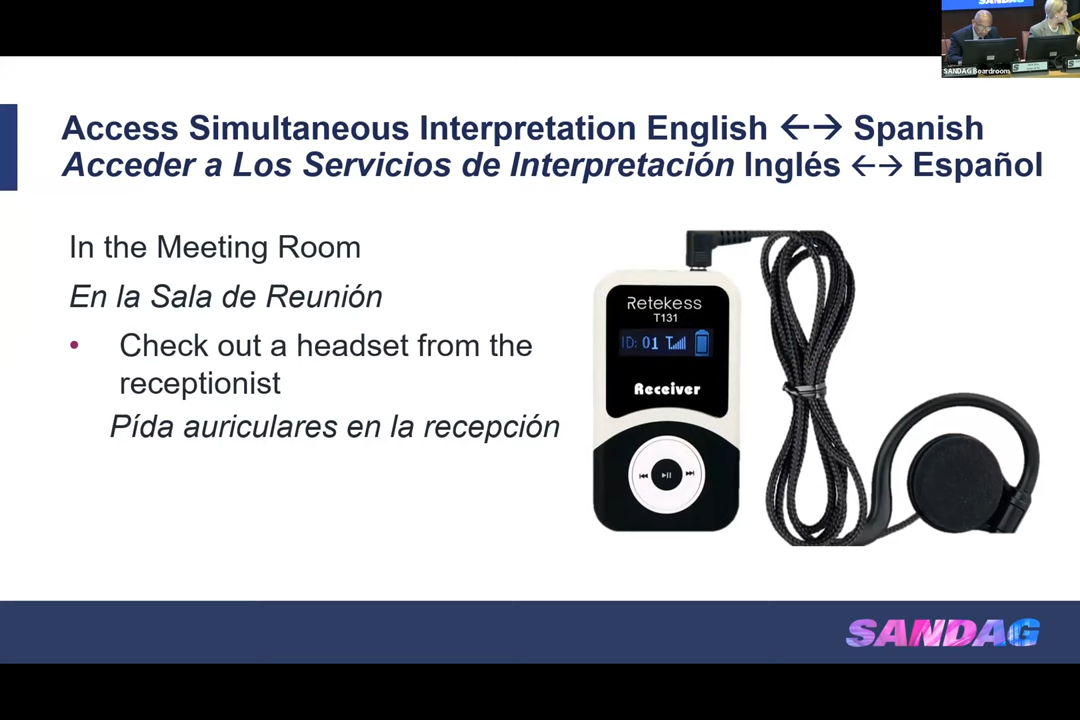 SANDAG
SANDAG Boardroom
Access Simultaneous Interpretation English ←→ Spanish
Acceder a Los Servicios de Interpretación Inglés ←→ Español
In the Meeting Room
En la Sala de Reunión
• Check out a headset from the
receptionist
Pída auriculares en la recepción
Retekess
T131
ID: 01
Receiver
SANDAG